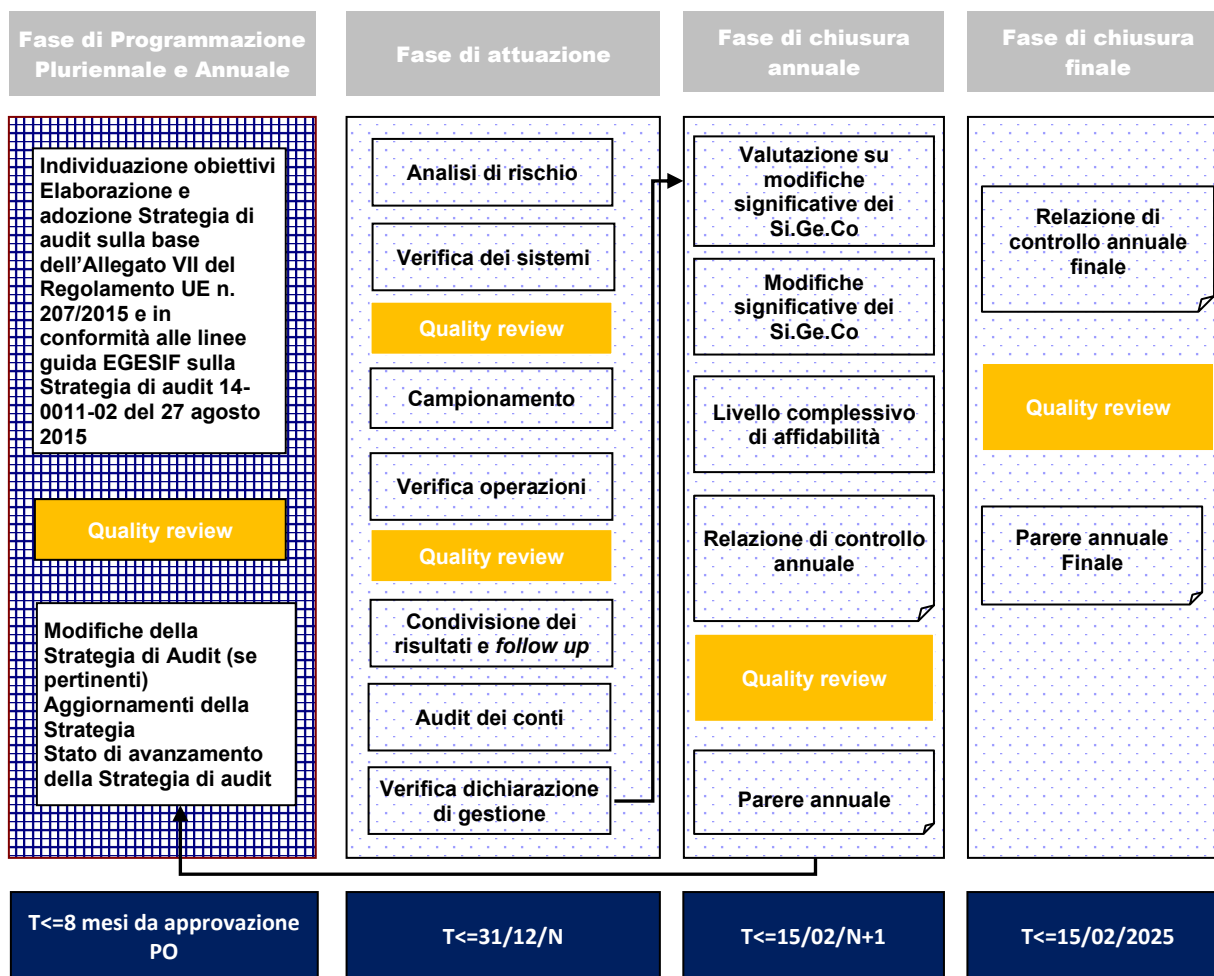 Fase di Programmazione
Pluriennale e Annuale
Individuazione obiettivi
Elaborazione e
adozione Strategia di
audit sulla base
dell'Allegato VII del
Regolamento UE n.
207/2015 e in
conformità alle linee
guida EGESIF sulla
Strategia di audit 14-
0011-02 del 27 agosto
2015
Quality review
Modifiche della
Strategia di Audit (se
pertinenti)
Aggiornamenti della
Strategia
Stato di avanzamento
della Strategia di audit
T<=8 mesi da approvazione
PO
Fase di attuazione
Analisi di rischio
Verifica dei sistemi
Quality review
Campionamento
Verifica operazioni
Quality review
Condivisione dei
risultati e follow up
Audit dei conti
Verifica dichiarazione
di gestione
T<=31/12/N
Fase di chiusura
annuale
Valutazione su
modifiche
significative dei
Si.Ge.Co
Modifiche
significative dei
Si.Ge.Co
Livello complessivo
di affidabilità
Relazione di controllo
annuale
Quality review
Parere annuale
T<=15/02/N+1
Fase di chiusura
finale
Relazione di
controllo annuale
finale
Quality review
Parere annuale
Finale
T<=15/02/2025